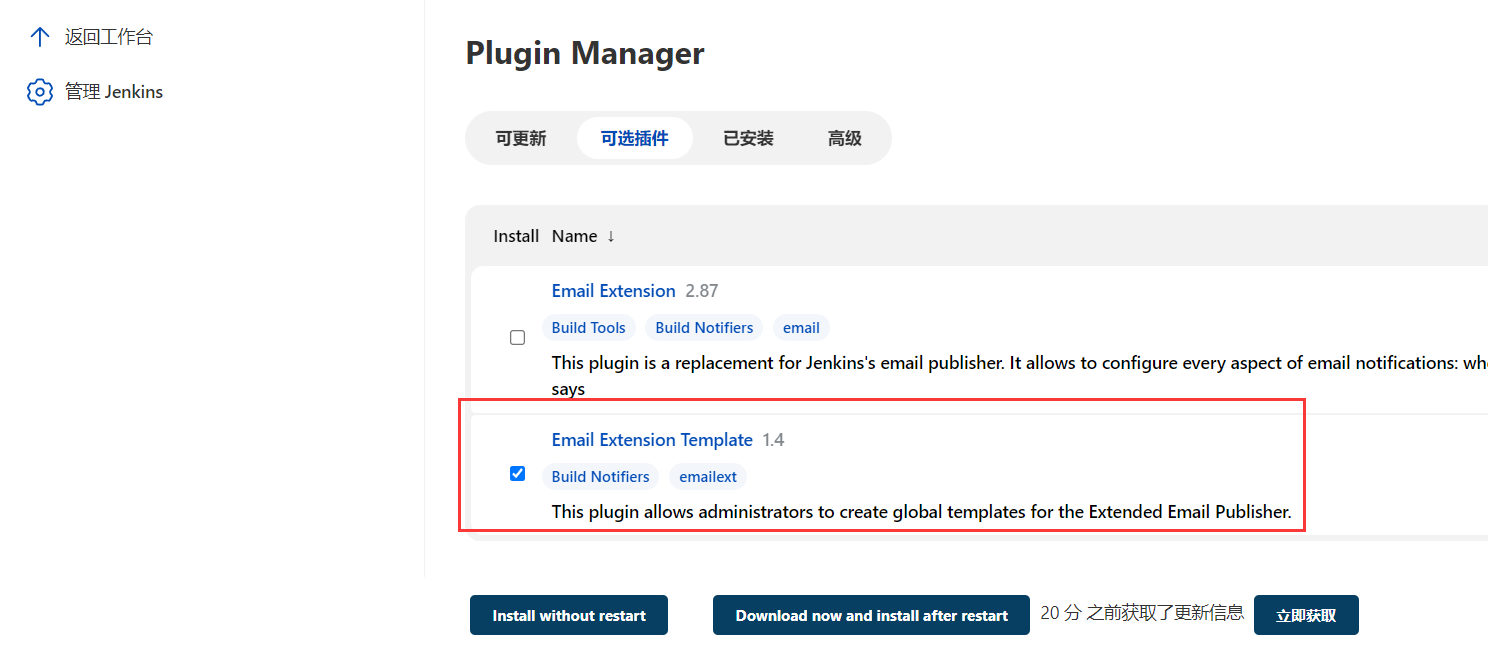 返回工作台
管理 Jenkins
Plugin Manager
可更新 可选插件 已安装 高级
Install Name ↓
Email Extension 2.87
Build Tools Build Notifiers email
This plugin is a replacement for Jenkins's email publisher. It allows to configure every aspect of email notifications: 
says
Email Extension Template 1.4
Build Notifiers emailext
This plugin allows administrators to create global templates for the Extended Email Publisher.
Install without restart Download now and install after restart 20 分 之前获取了更新信息 立即获取